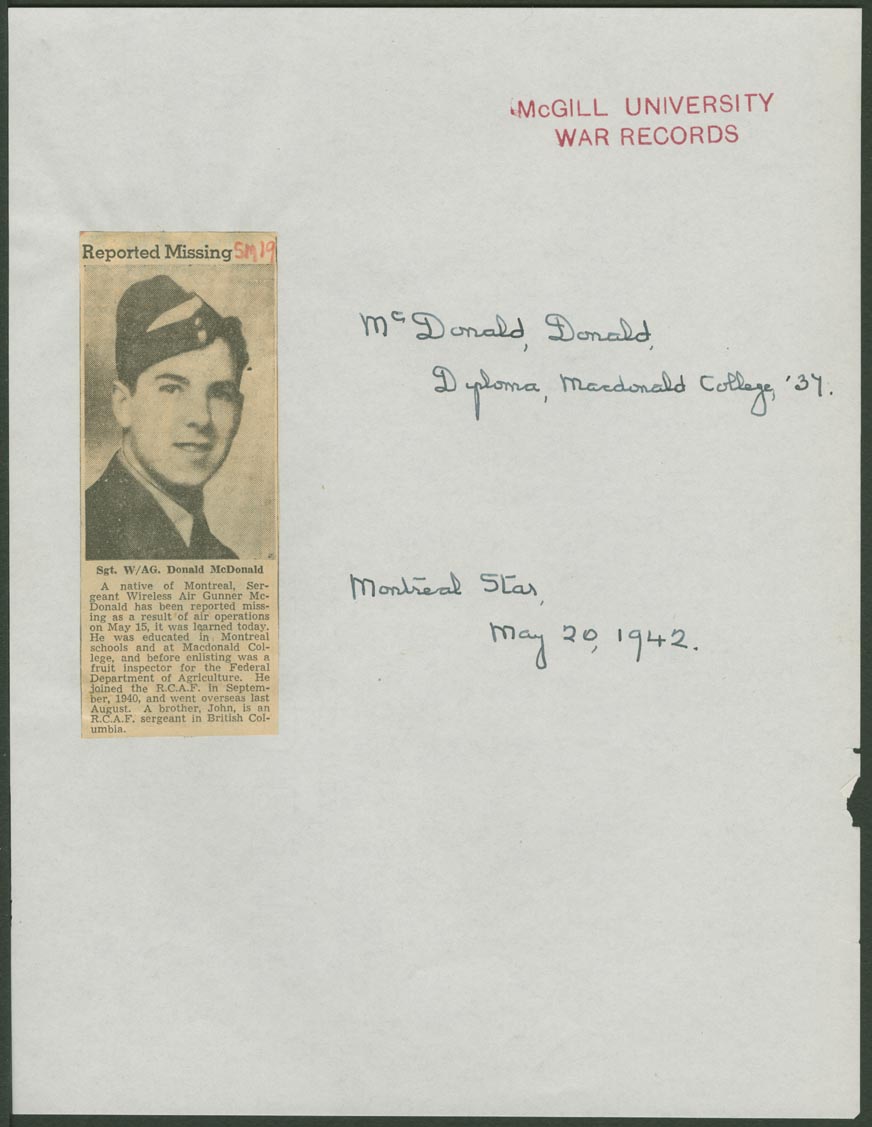 McGILL UNIVERSITY
WAR RECORDS
Reported Missing SM19
McDonald, Donald,
Diploma, Macdonald College, '37.
Sgt. W/AG. Donald McDonald
A native of Montreal, Ser-
geant Wireless Air Gunner Mc-
Donald has been reported miss-
ing as a result of air operations
on May 15, it was learned today.
He was educated in Montreal
schools and at Macdonald Col-
lege, and before enlisting was a
fruit inspector for the Federal
Department of Agriculture. He
joined the R.C.A.F. in Septem-
ber, 1940, and went overseas last
August. A brother, John, is an
R.C.A.F. sergeant in British Col-
umbia.
Montreal Star,
May 20, 1942.